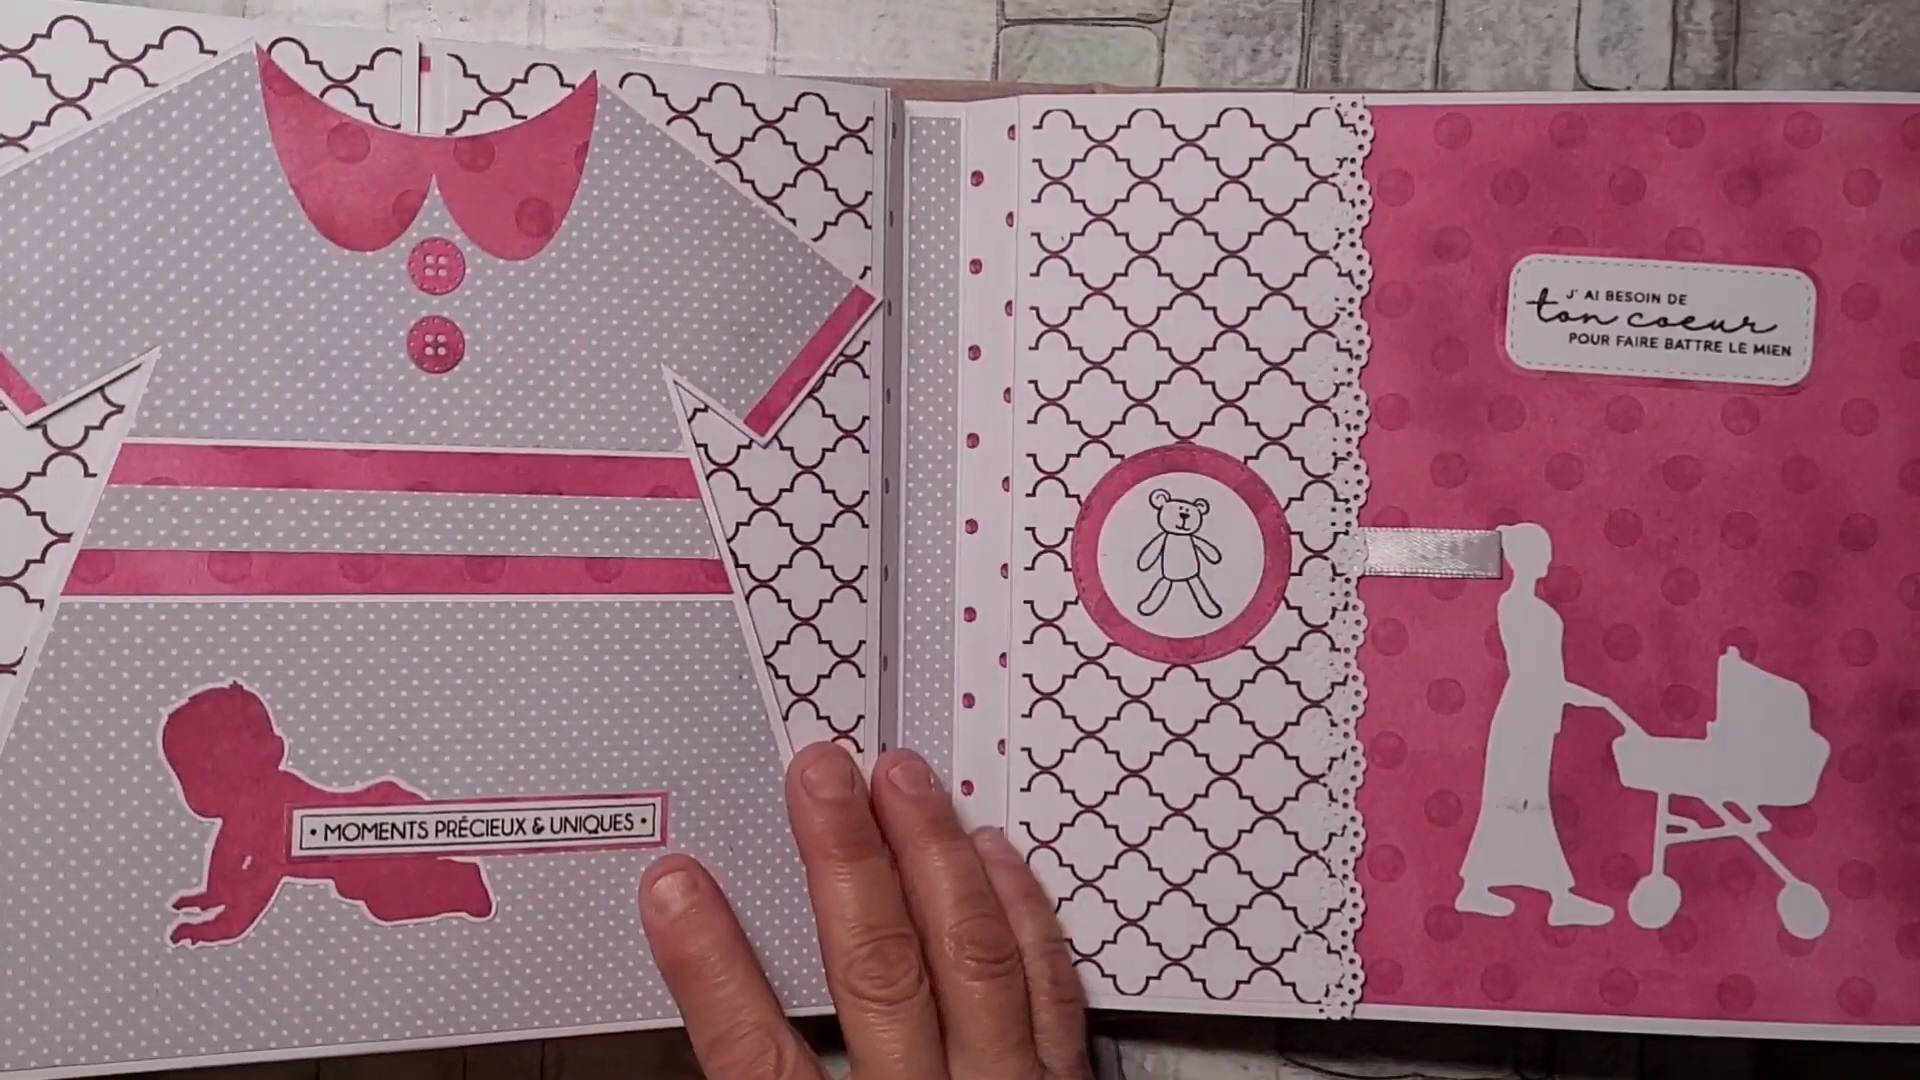 • MOMENTS PRÉCIEUX & UNIQUES •
J' AI BESOIN DE
ton coeur
POUR FAIRE BATTRE LE MIEN